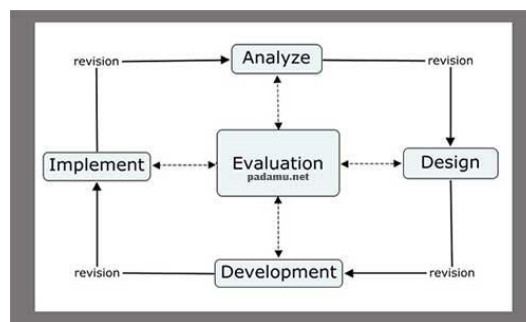 Analyze
revision
revision
Implement
Evaluation
padamu.net
Design
revision
Development
revision